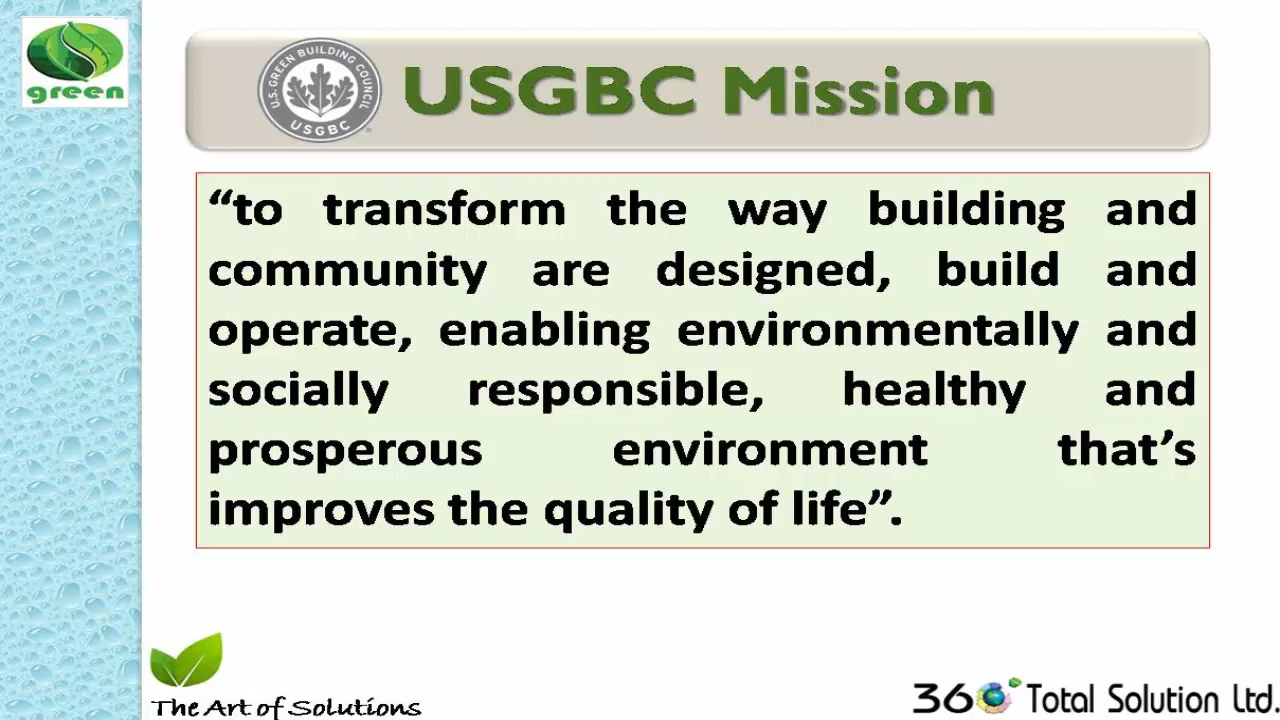 green
U.S. GREEN BUILDING COUNCIL
USGBC
USGBC Mission
“to transform the way building and
community are designed, build and
operate, enabling environmentally and
socially responsible, healthy and
prosperous environment that’s
improves the quality of life”.
The Art of Solutions
360 Total Solution Ltd.